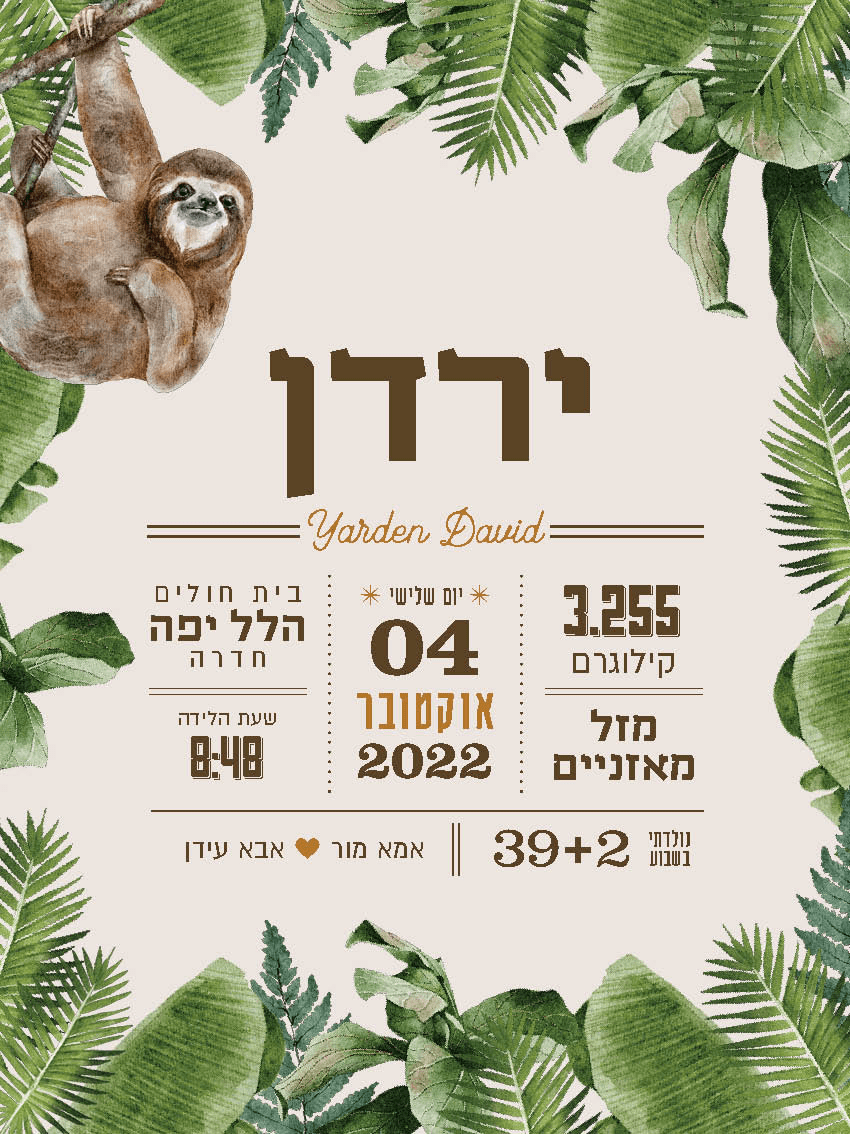 ירדן
Yarden David
3.255
קילוגרם
מזל
מאזניים
יום שלישי
04
אוקטובר
2022
בית חולים
הלל יפה
חדרה
שעת הלידה
8:48
נולדתי
בשבוע
39+2
אמא מור ♥ אבא עידן